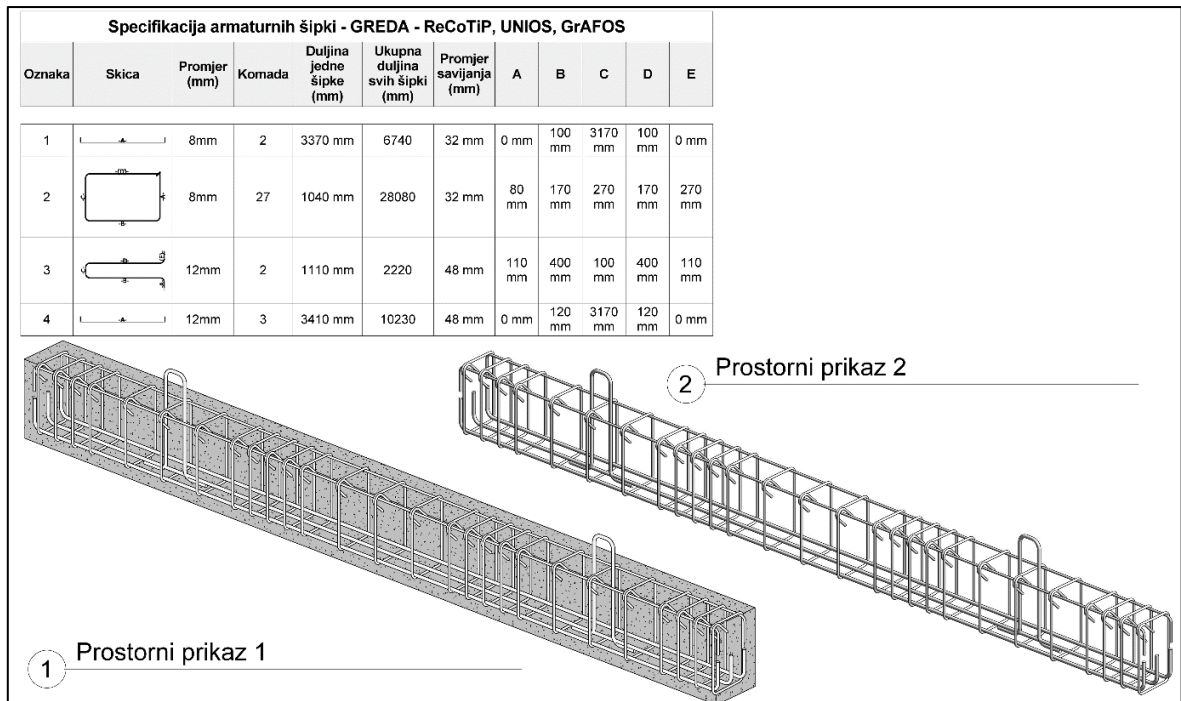 Specifikacija armaturnih šipki - GREDA - ReCoTiP, UNIOS, GrAFOS
Oznaka Skica Promjer (mm) Komada Duljina jedne šipke (mm) Ukupna duljina svih šipki (mm) Promjer savijanja (mm) A B C D E
1 8mm 2 3370 mm 6740 32 mm 0 mm 100 mm 3170 mm 100 mm 0 mm
2 8mm 27 1040 mm 28080 32 mm 80 mm 170 mm 270 mm 170 mm 270 mm
3 12mm 2 1110 mm 2220 48 mm 110 mm 400 mm 100 mm 400 mm 110 mm
4 12mm 3 3410 mm 10230 48 mm 0 mm 120 mm 3170 mm 120 mm 0 mm
2 Prostorni prikaz 2
1 Prostorni prikaz 1